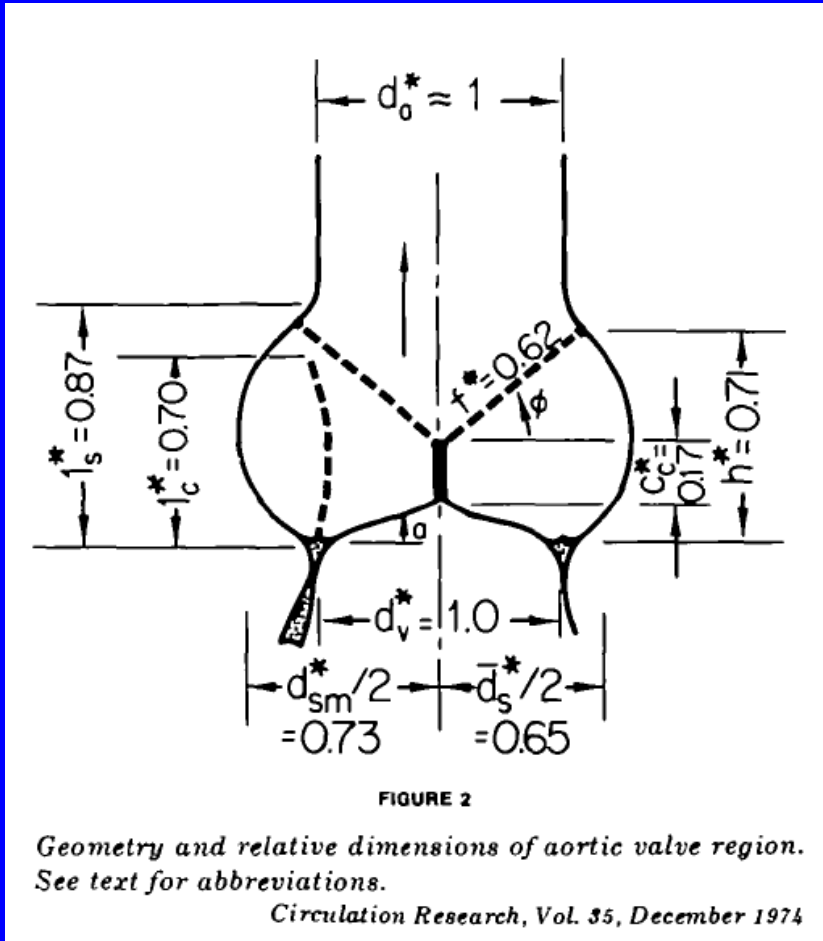 d*ₐ ≈ 1
l*ₛ = 0.87
l*c = 0.70
f* = 0.62
ϕ
C*c = 0.17
h* = 0.71
a
d*ᵥ = 1.0
d*ₛₘ/2
=0.73
d̄*ₛ/2
=0.65
FIGURE 2
Geometry and relative dimensions of aortic valve region.
See text for abbreviations.
Circulation Research, Vol. 35, December 1974